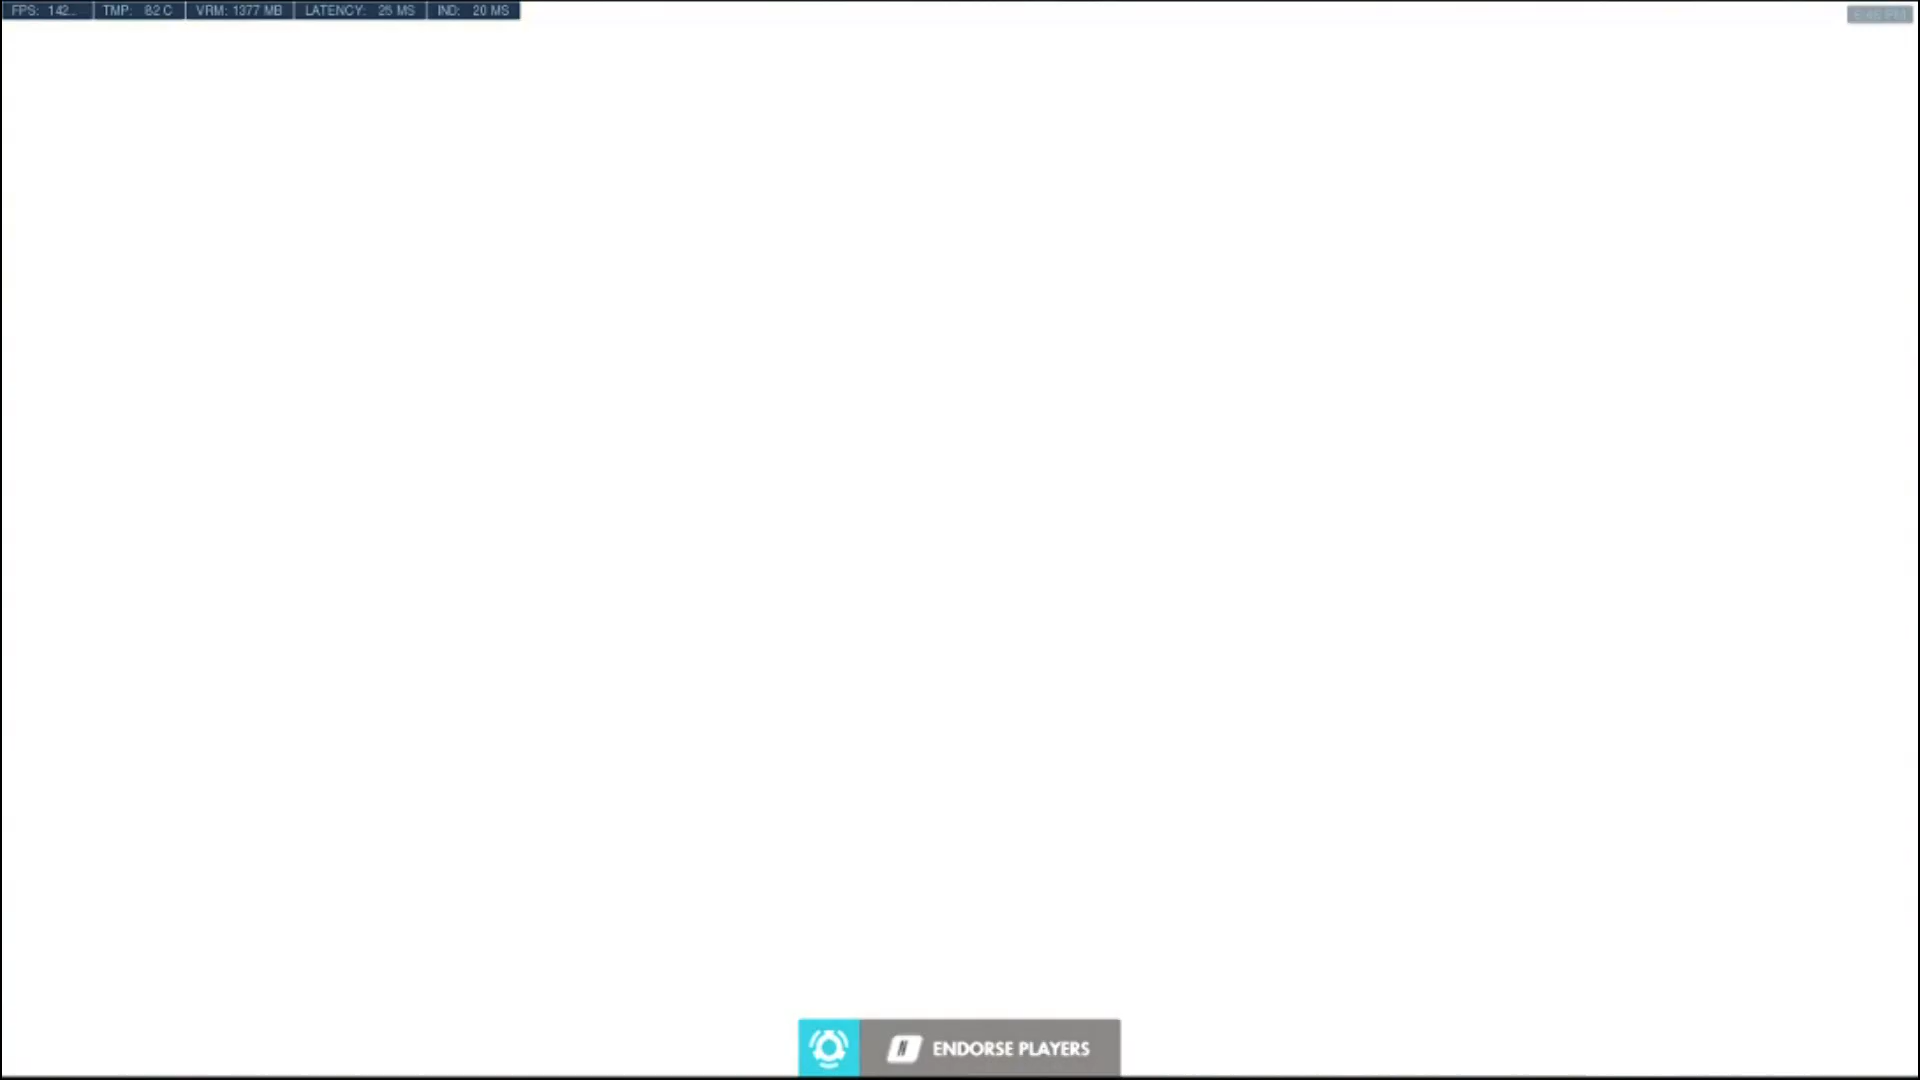 FPS: 142... TMP: 82 C VRM: 1377 MB LATENCY: 25 MS IND: 20 MS
N ENDORSE PLAYERS